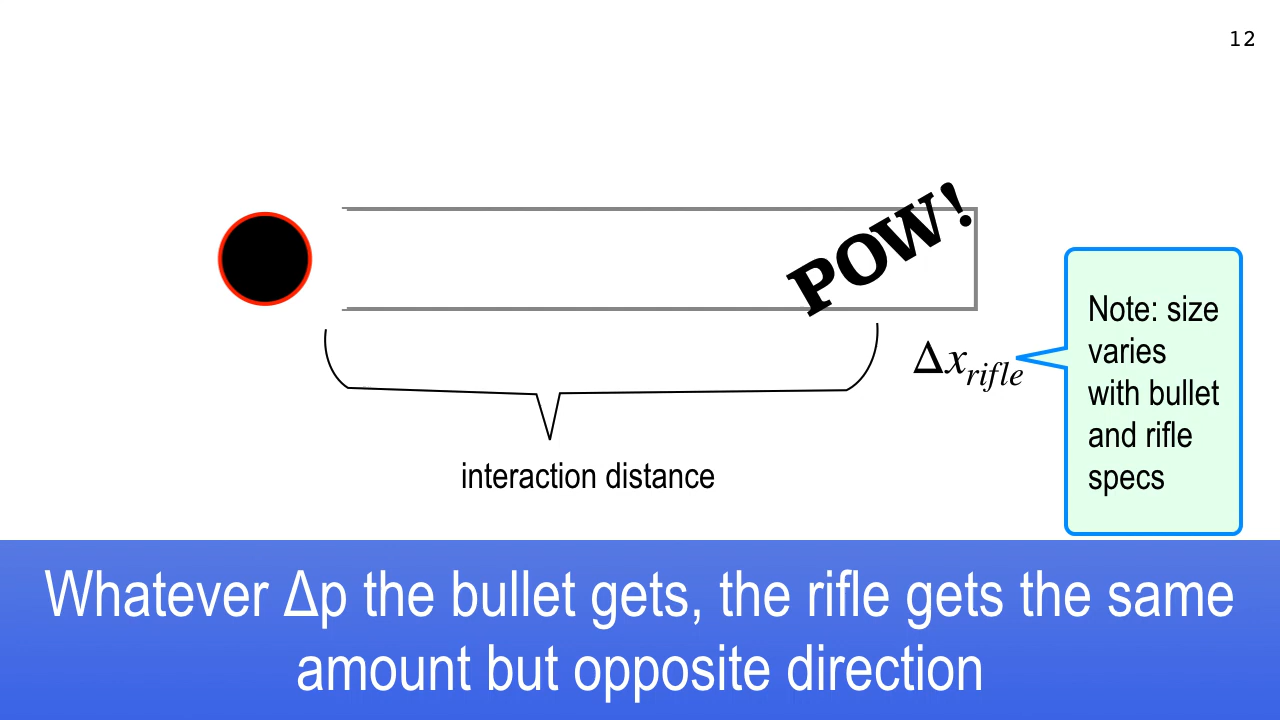 12
POW!
Δx_rifle
Note: size
varies
with bullet
and rifle
specs
interaction distance
Whatever Δp the bullet gets, the rifle gets the same
amount but opposite direction